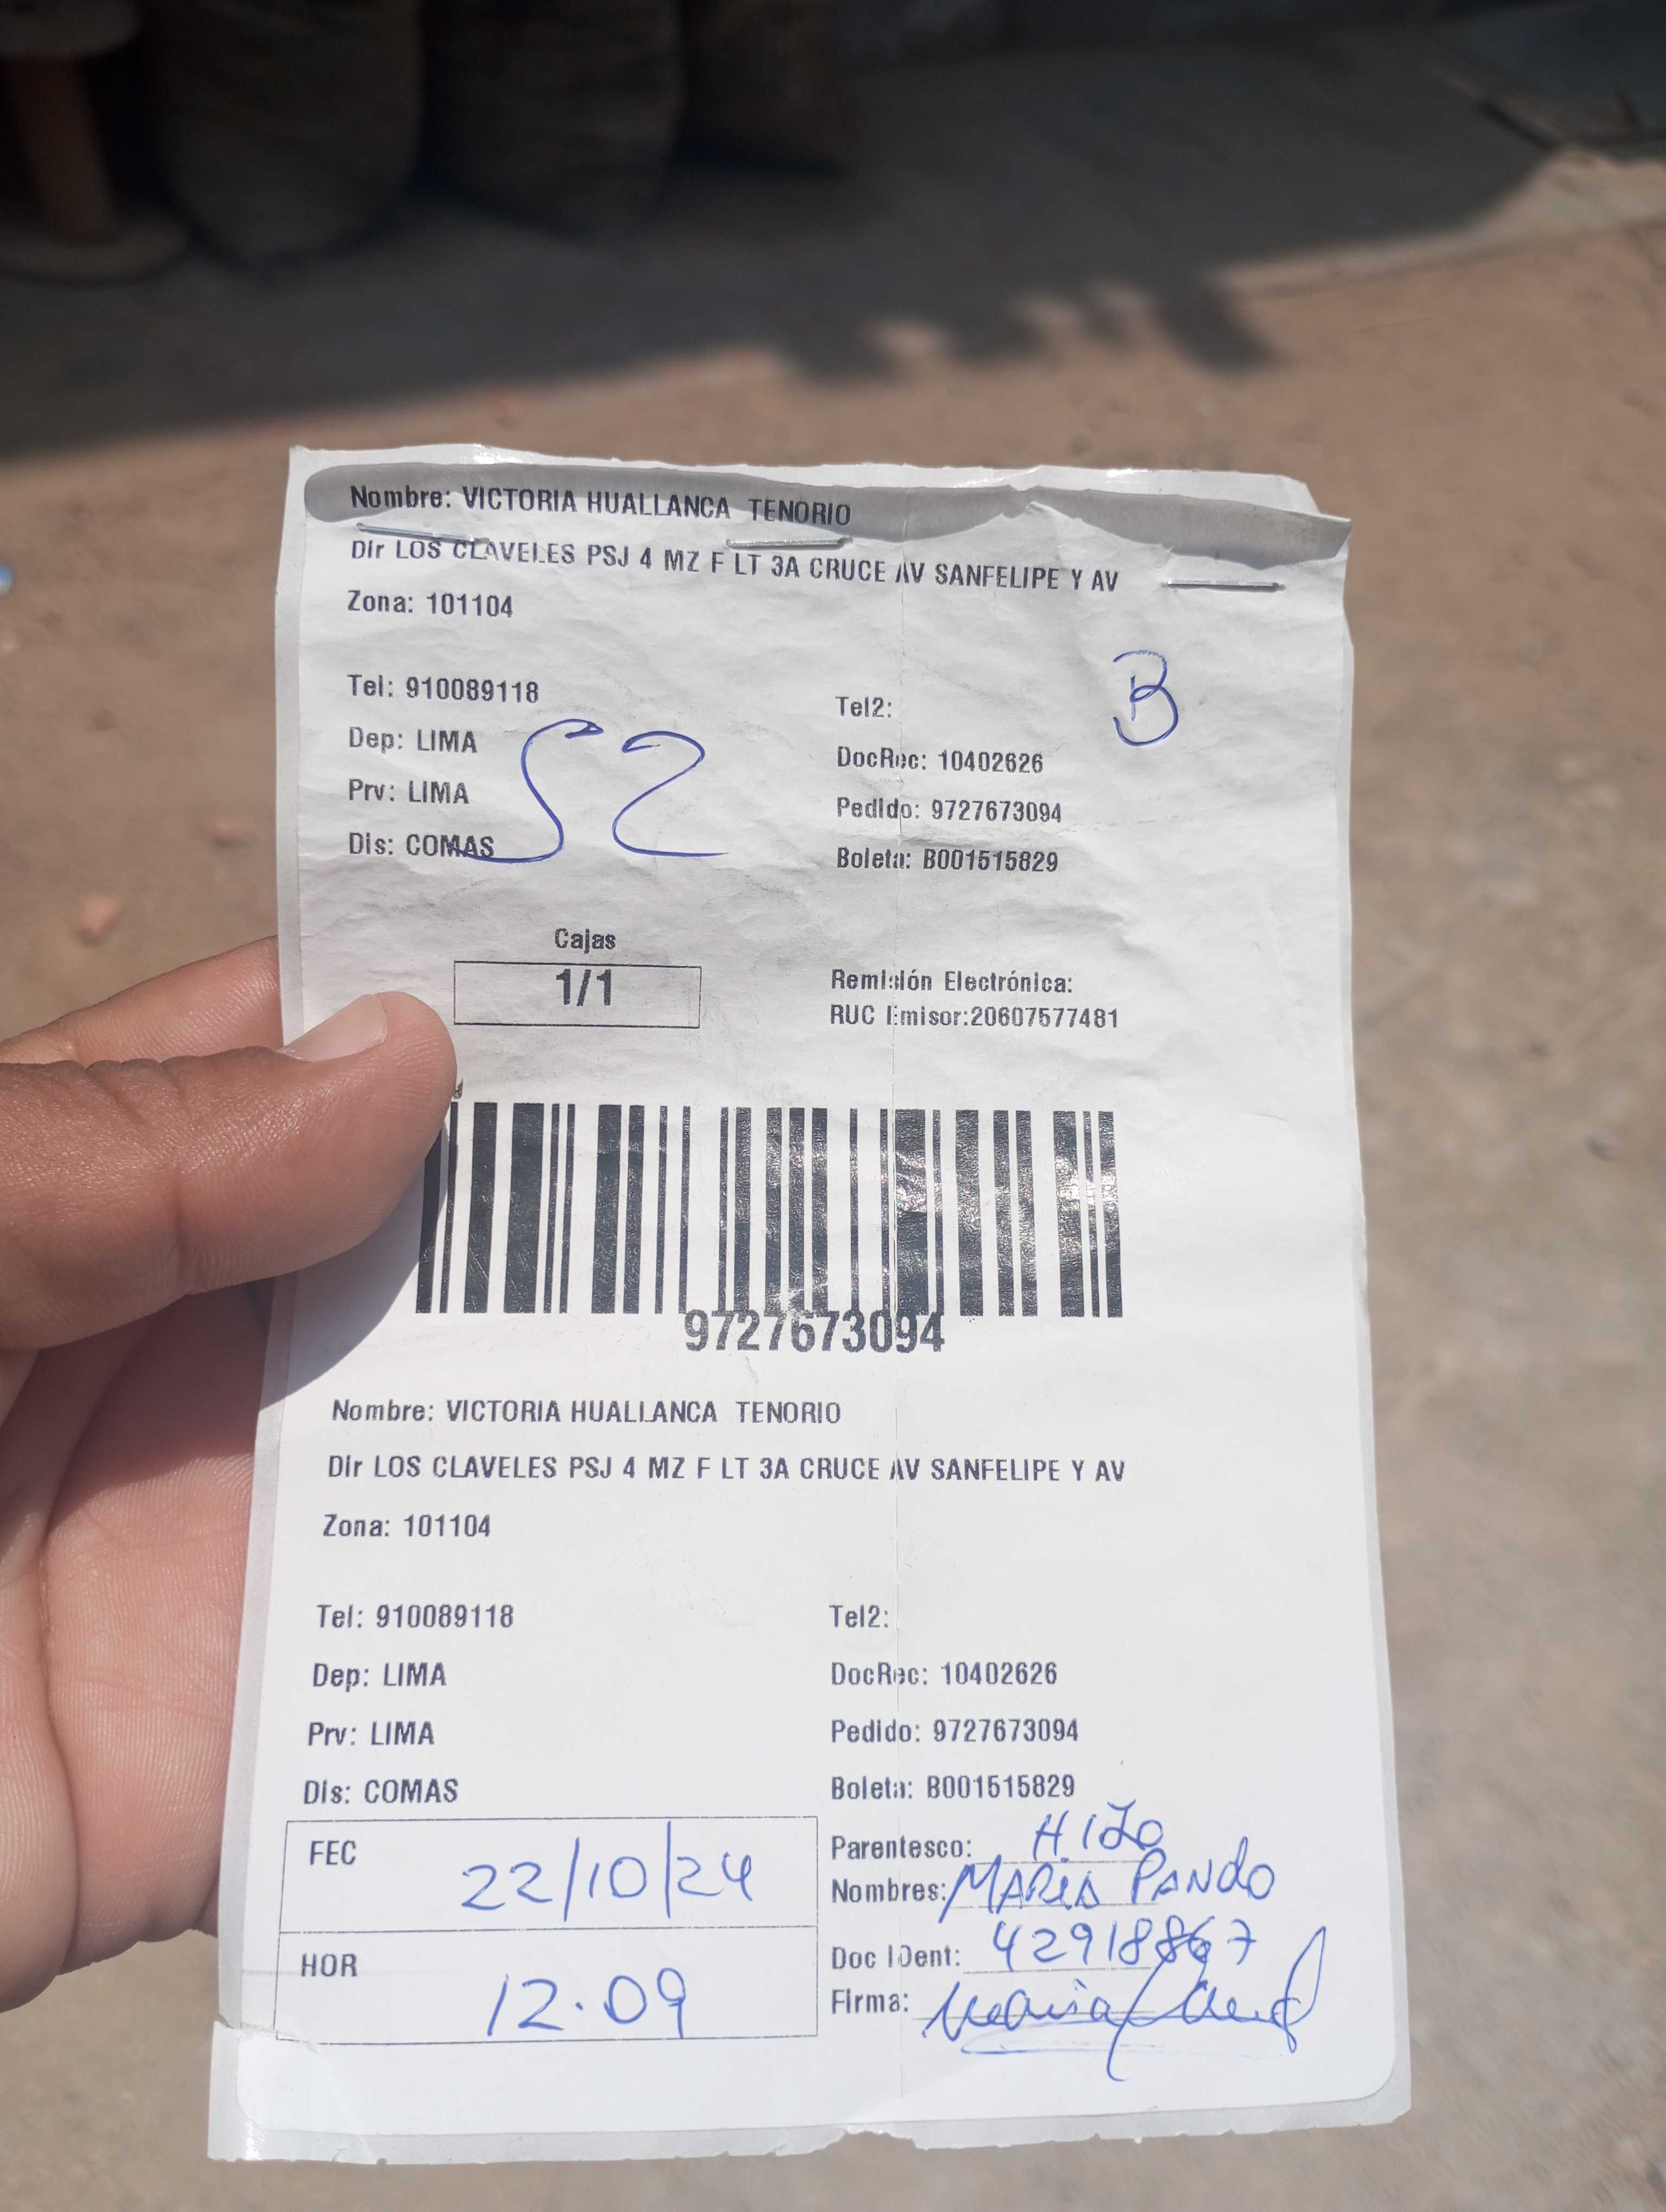 Nombre: VICTORIA HUALLANCA TENORIO
Dir LOS CLAVELES PSJ 4 MZ F LT 3A CRUCE AV SANFELIPE Y AV
Zona: 101104
B
Tel: 910089118
Tel2:
Dep: LIMA
DocRec: 10402626
Prv: LIMA
Pedido: 9727673094
Dis: COMAS
Boleta: B001515829
52
Cajas
1/1
Remisión Electrónica:
RUC Emisor:20607577481
9727673094
Nombre: VICTORIA HUALLANCA TENORIO
Dir LOS CLAVELES PSJ 4 MZ F LT 3A CRUCE AV SANFELIPE Y AV
Zona: 101104
Tel: 910089118
Tel2:
Dep: LIMA
DocRec: 10402626
Prv: LIMA
Pedido: 9727673094
Dis: COMAS
Boleta: B001515829
FEC 22/10/24
Parentesco: HIJO
Nombres: MARIA PANDO
HOR 12.09
Doc IDent: 42918867
Firma: